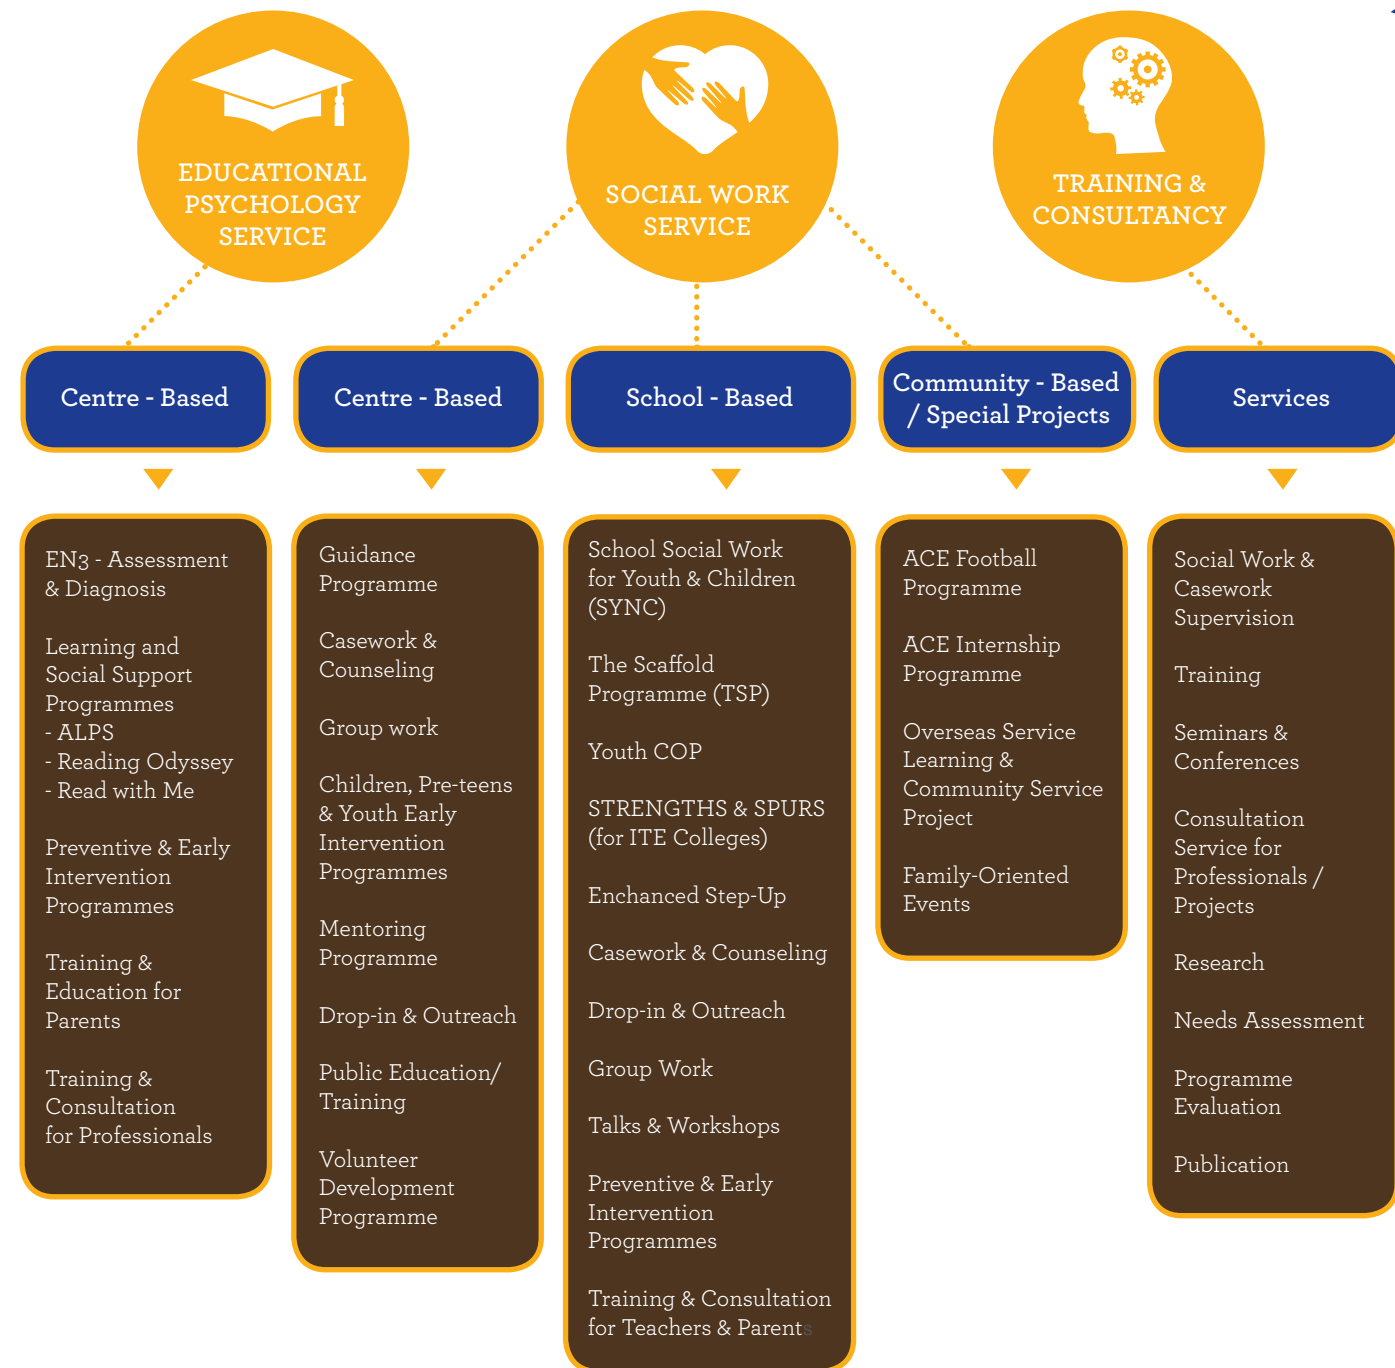 EDUCATIONAL
PSYCHOLOGY
SERVICE
SOCIAL WORK
SERVICE
TRAINING &
CONSULTANCY
Centre - Based
Centre - Based
School - Based
Community - Based
/ Special Projects
Services
EN3 - Assessment
& Diagnosis
Learning and
Social Support
Programmes
- ALPS
- Reading Odyssey
- Read with Me
Preventive & Early
Intervention
Programmes
Training &
Education for
Parents
Training &
Consultation
for Professionals
Guidance
Programme
Casework &
Counseling
Group work
Children, Pre-teens
& Youth Early
Intervention
Programmes
Mentoring
Programme
Drop-in & Outreach
Public Education/
Training
Volunteer
Development
Programme
School Social Work
for Youth & Children
(SYNC)
The Scaffold
Programme (TSP)
Youth COP
STRENGTHS & SPURS
(for ITE Colleges)
Enchanced Step-Up
Casework & Counseling
Drop-in & Outreach
Group Work
Talks & Workshops
Preventive & Early
Intervention
Programmes
Training & Consultation
for Teachers & Parents
ACE Football
Programme
ACE Internship
Programme
Overseas Service
Learning &
Community Service
Project
Family-Oriented
Events
Social Work &
Casework
Supervision
Training
Seminars &
Conferences
Consultation
Service for
Professionals /
Projects
Research
Needs Assessment
Programme
Evaluation
Publication